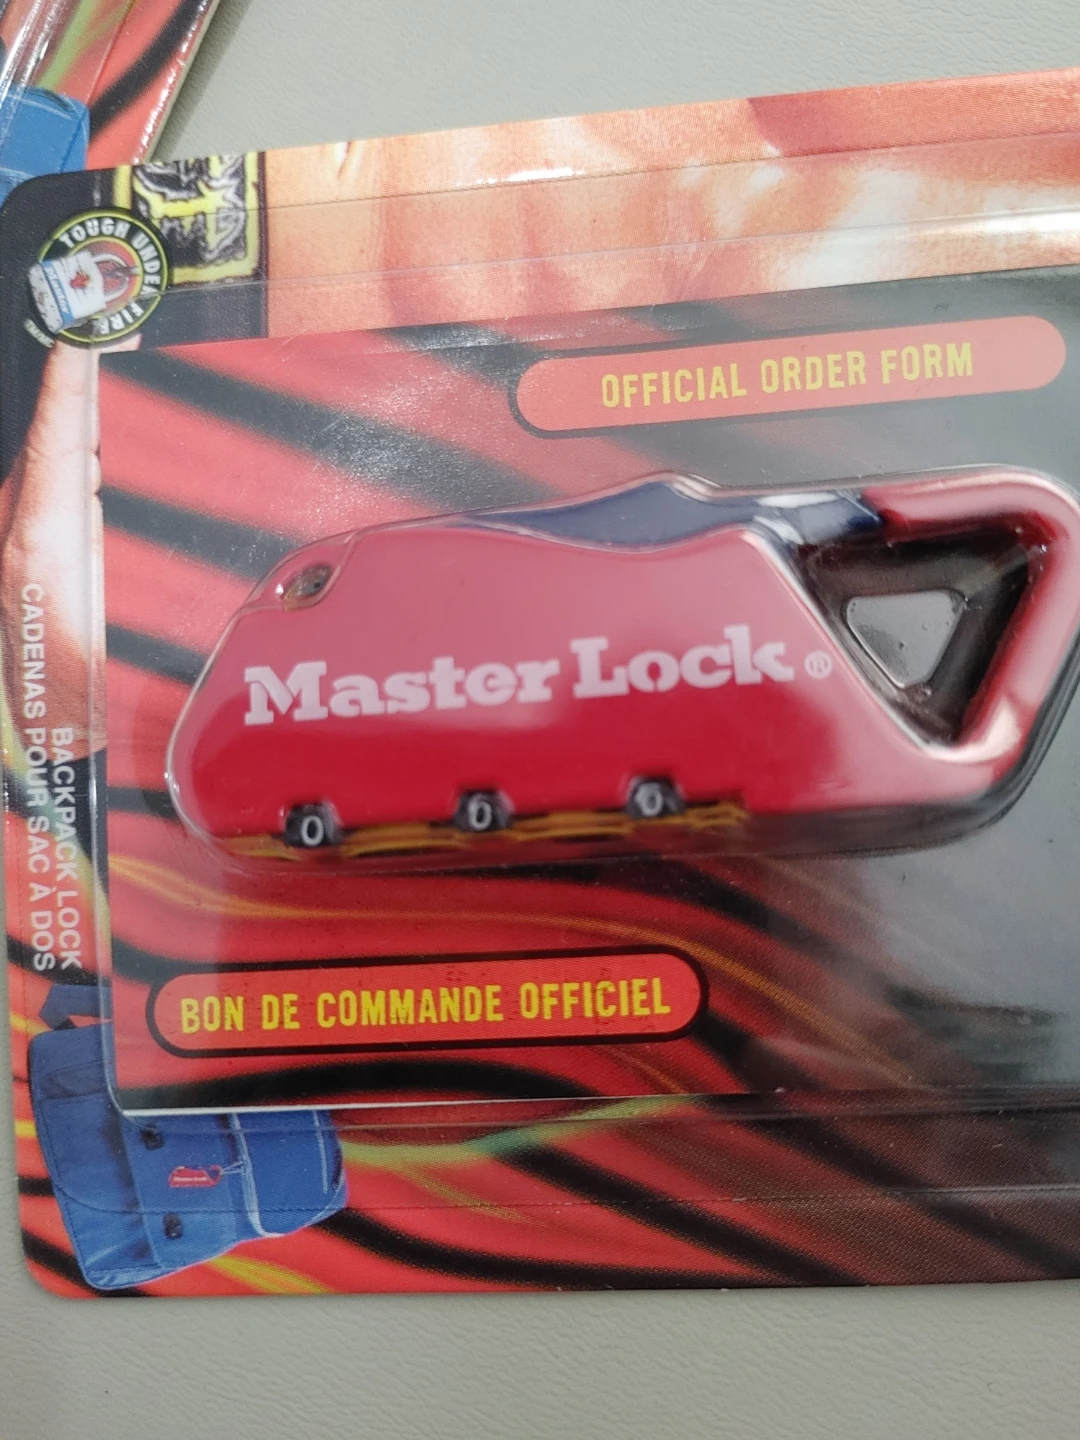 TOUGH UNDER FIRE
OFFICIAL ORDER FORM
Master Lock®
0 0 0
BON DE COMMANDE OFFICIEL
BACKPACK LOCK
CADENAS POUR SAC À DOS